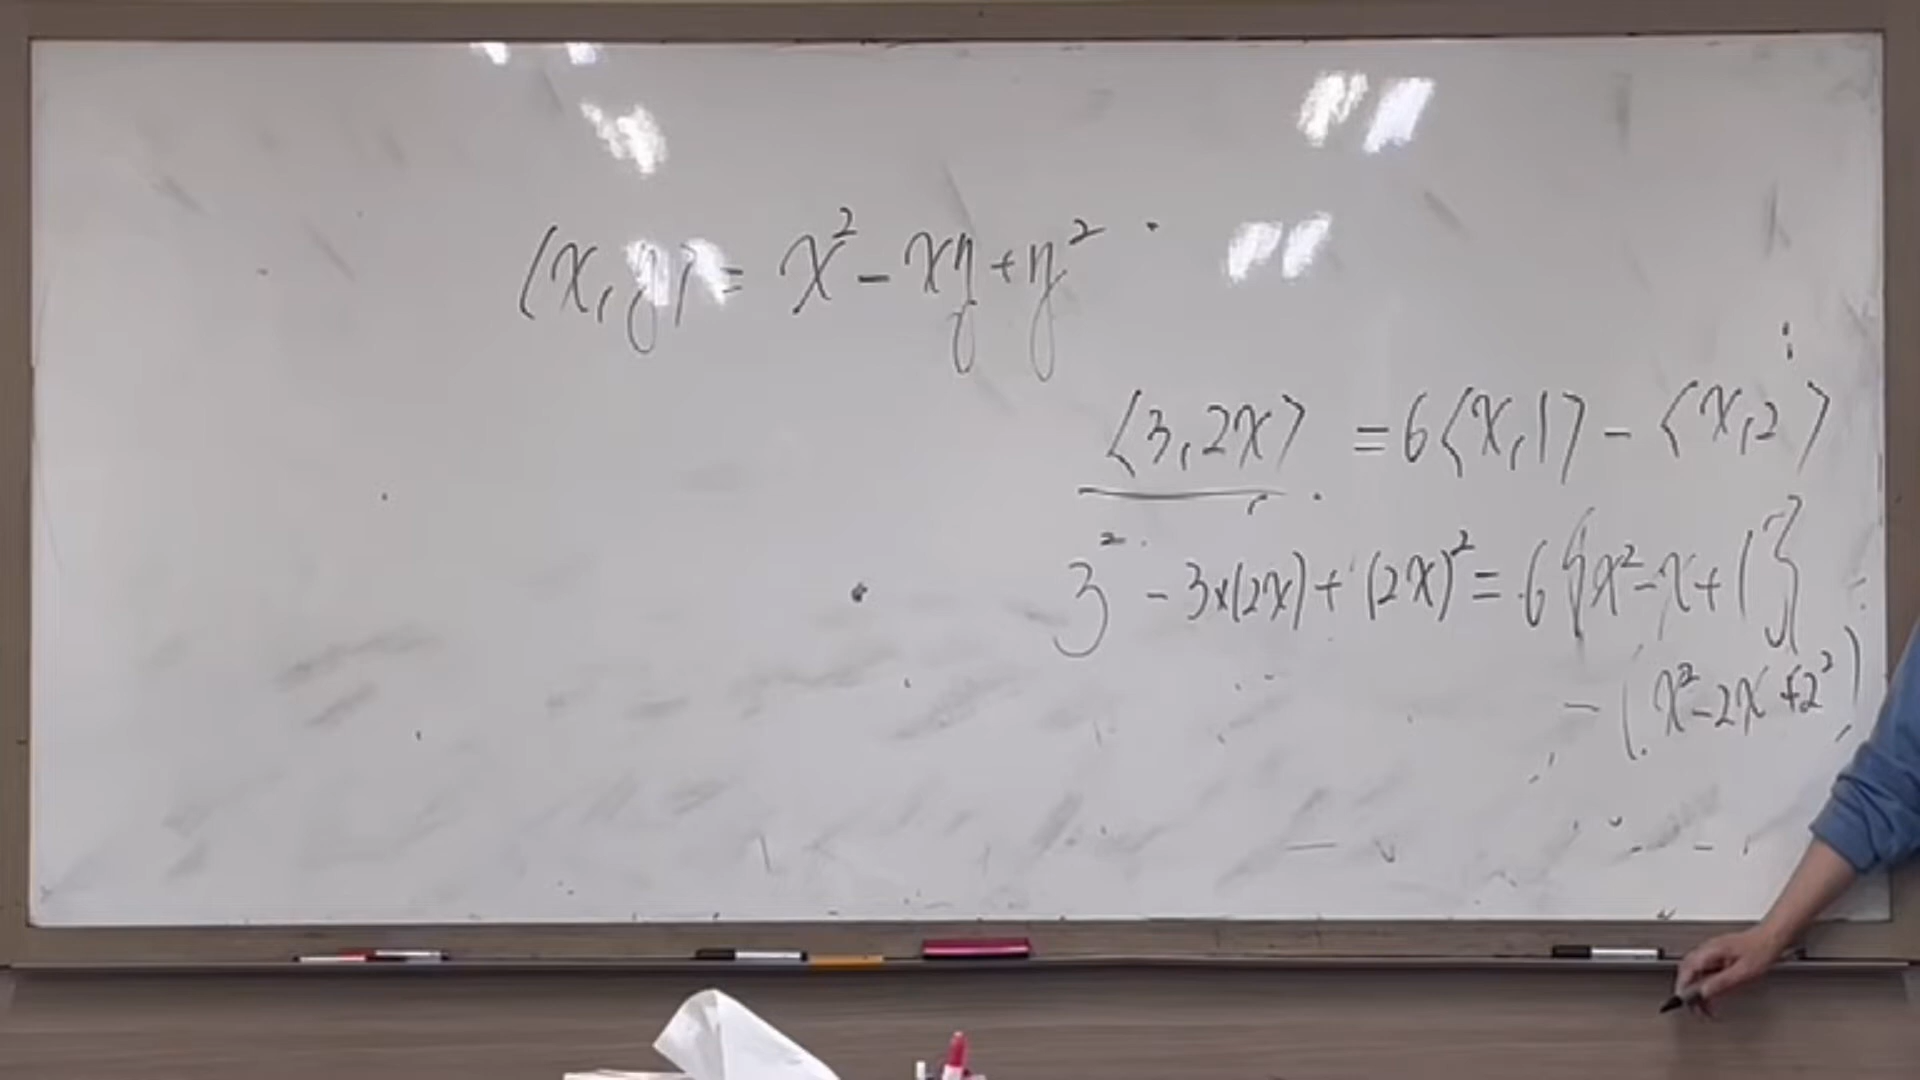 ⟨x, y⟩ = x² - xy + y²
⟨3, 2x⟩ = 6⟨x, 1⟩ - ⟨x, 2⟩
3² - 3×(2x) + (2x)² = 6{x² - x + 1}
- (x² - 2x + 2²)